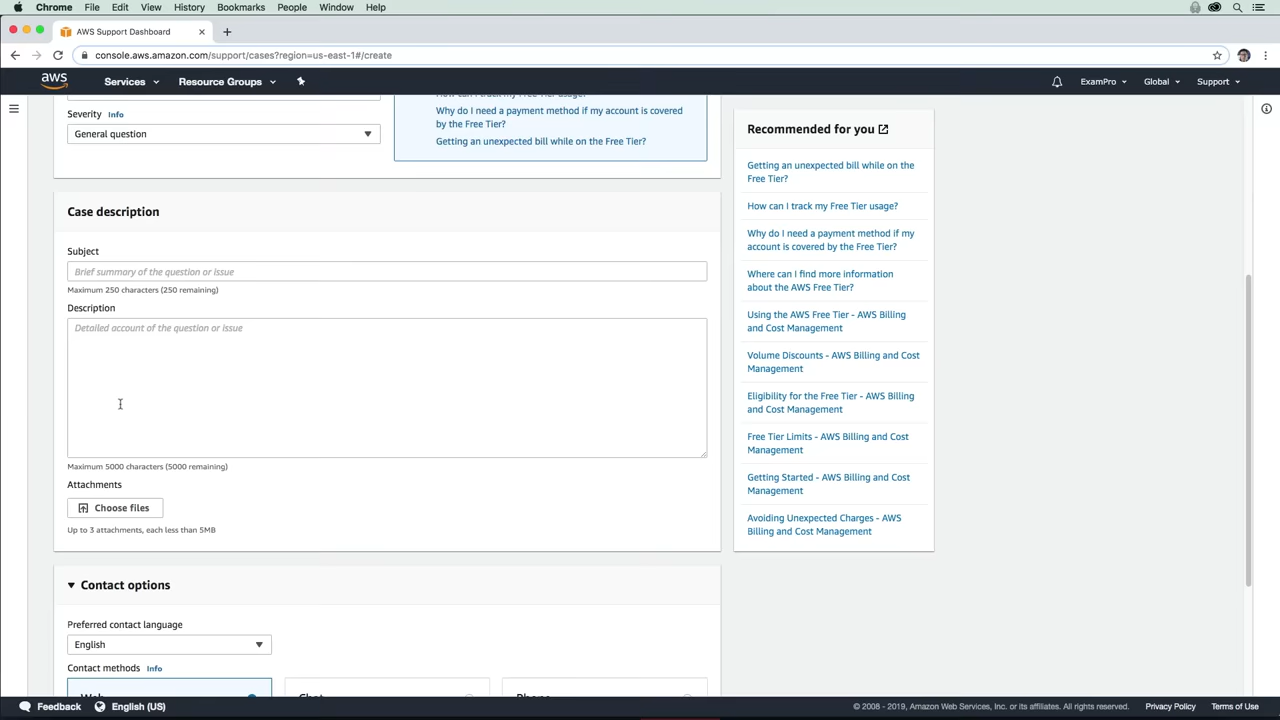 Chrome File Edit View History Bookmarks People Window Help
AWS Support Dashboard
console.aws.amazon.com/support/cases?region=us-east-1#/create
aws Services Resource Groups ExamPro Global Support
Severity Info
General question
How can I track my Free Tier usage?
Why do I need a payment method if my account is covered
by the Free Tier?
Getting an unexpected bill while on the Free Tier?
Case description
Subject
Brief summary of the question or issue
Maximum 250 characters (250 remaining)
Description
Detailed account of the question or issue
Maximum 5000 characters (5000 remaining)
Attachments
Choose files
Up to 3 attachments, each less than 5MB
Contact options
Preferred contact language
English
Contact methods Info
Web Chat Phone
Recommended for you
Getting an unexpected bill while on the
Free Tier?
How can I track my Free Tier usage?
Why do I need a payment method if my
account is covered by the Free Tier?
Where can I find more information
about the AWS Free Tier?
Using the AWS Free Tier - AWS Billing
and Cost Management
Volume Discounts - AWS Billing and Cost
Management
Eligibility for the Free Tier - AWS Billing
and Cost Management
Free Tier Limits - AWS Billing and Cost
Management
Getting Started - AWS Billing and Cost
Management
Avoiding Unexpected Charges - AWS
Billing and Cost Management
Feedback English (US) © 2008 - 2019, Amazon Web Services, Inc. or its affiliates. All rights reserved. Privacy Policy Terms of Use